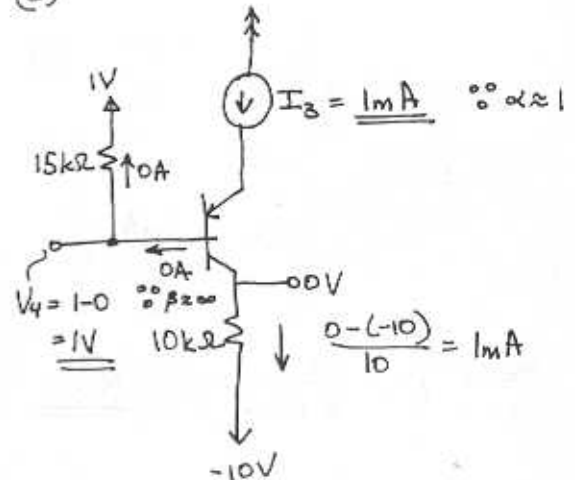 1V
I₃ = 1mA ∵ α≈1
15kΩ
0A
0A
0V
V₄ = 1-0
∵ β≈∞
= 1V
10kΩ
0-(-10)
10
= 1mA
-10V